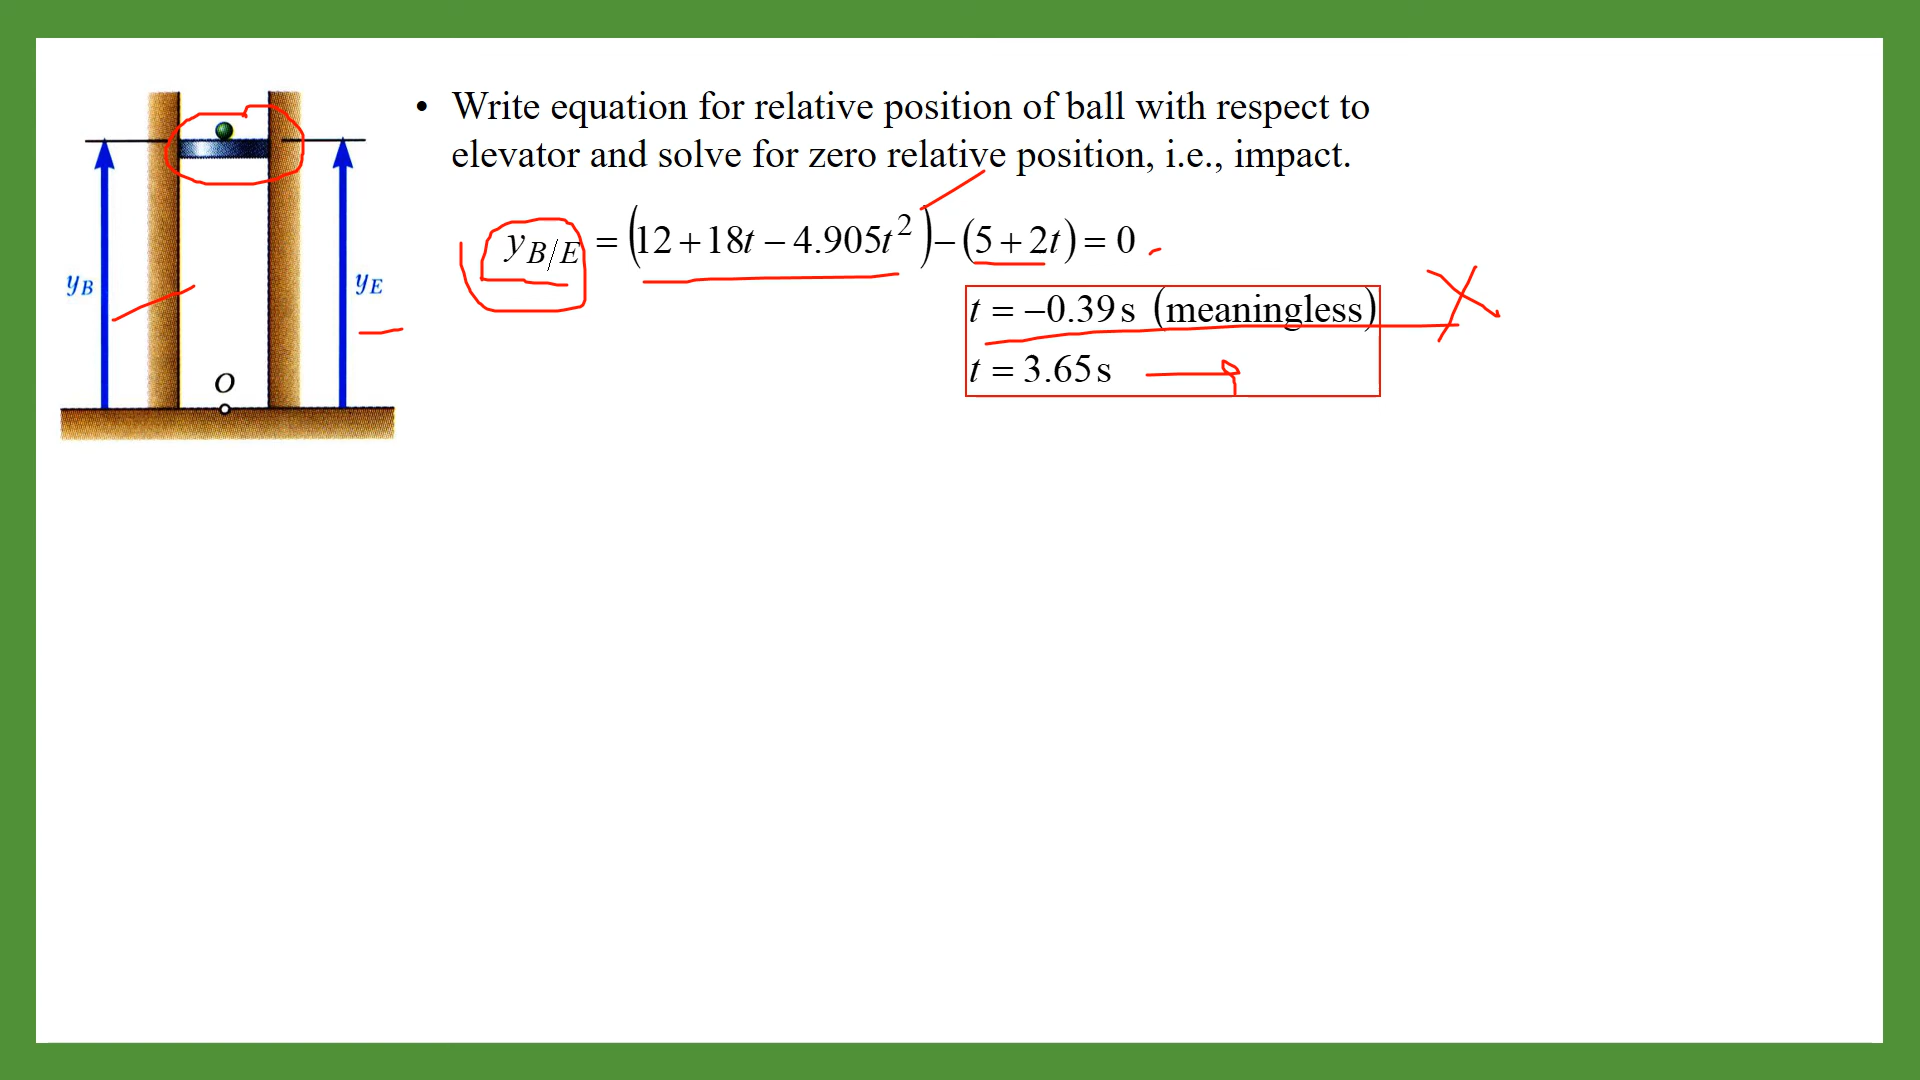 • Write equation for relative position of ball with respect to
elevator and solve for zero relative position, i.e., impact.
y_{B/E} = (12 + 18t − 4.905t²) − (5 + 2t) = 0
y_B
y_E
t = −0.39 s (meaningless)
t = 3.65 s
O